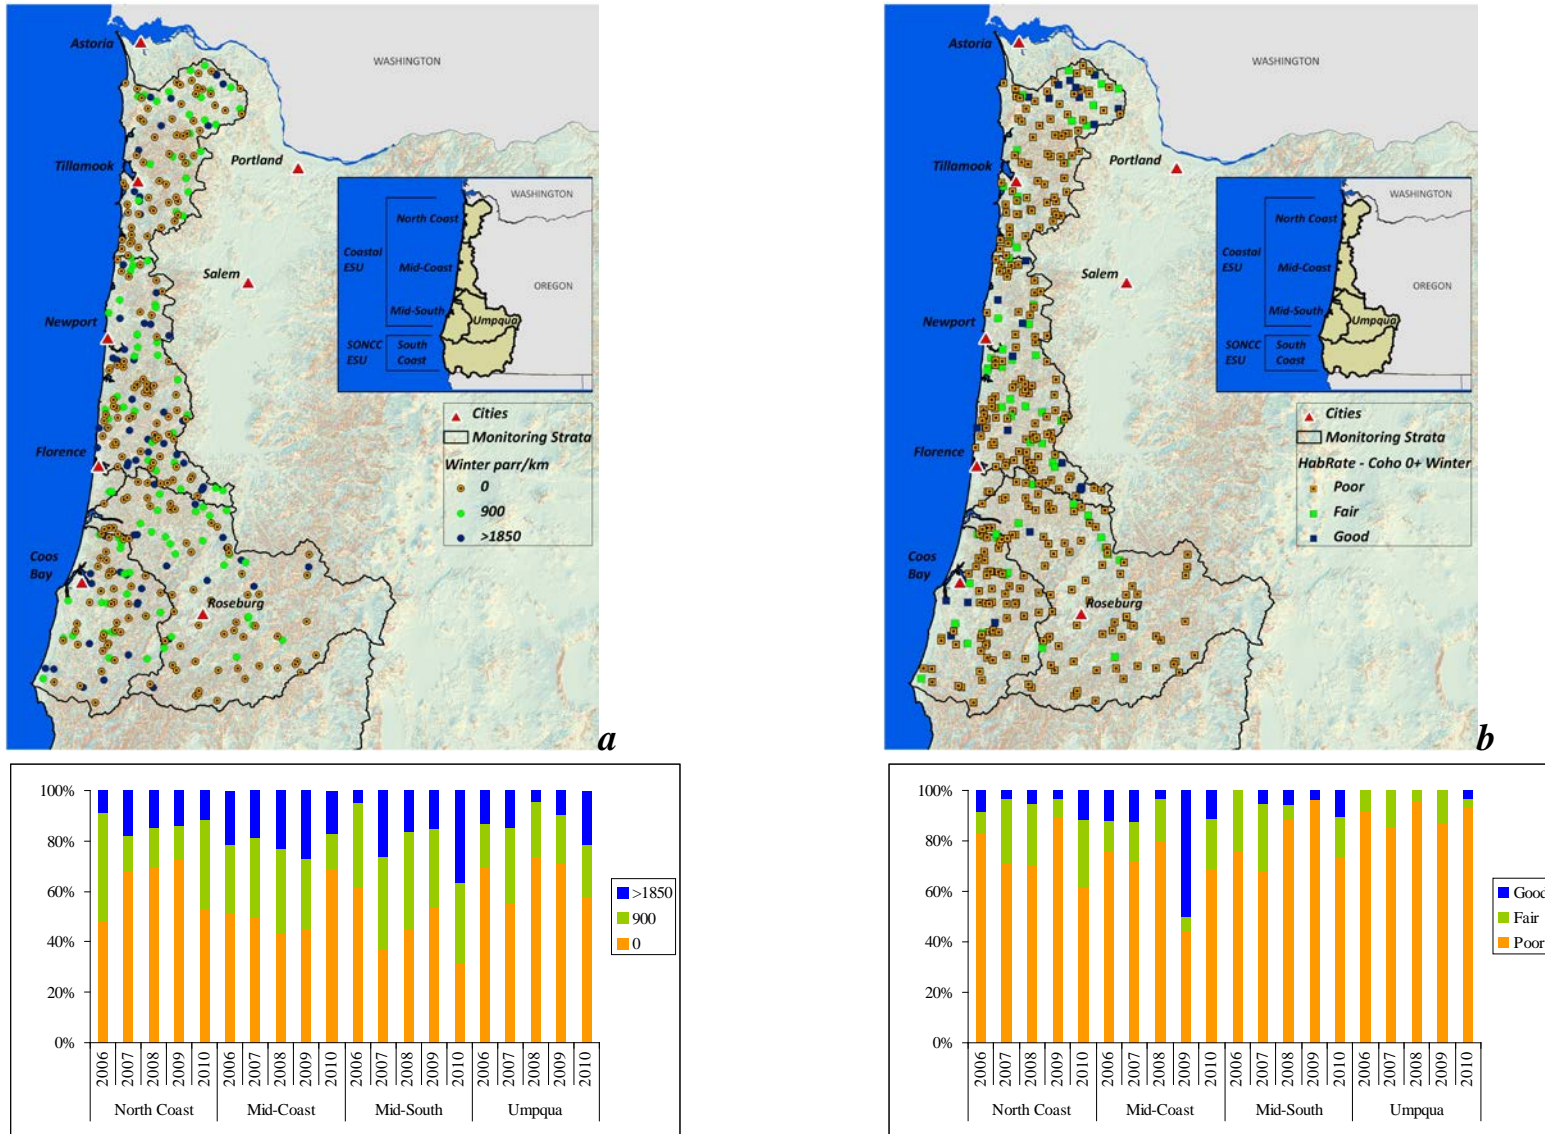 Astoria
WASHINGTON
Tillamook
Portland
WASHINGTON
North Coast
Coastal
ESU
Mid-Coast
Salem
OREGON
Mid-South
Umpqua
Newport
SONCC
ESU
South
Coast
Cities
Monitoring Strata
Florence
Winter parr/km
0
900
>1850
Coos
Bay
Roseburg
a
Astoria
WASHINGTON
Tillamook
Portland
WASHINGTON
North Coast
Coastal
ESU
Mid-Coast
Salem
OREGON
Mid-South
Umpqua
Newport
SONCC
ESU
South
Coast
Cities
Monitoring Strata
Florence
HabRate - Coho 0+ Winter
Poor
Fair
Good
Coos
Bay
Roseburg
b
100%
80%
60%
40%
20%
0%
>1850
900
0
2006 2007 2008 2009 2010 2006 2007 2008 2009 2010 2006 2007 2008 2009 2010 2006 2007 2008 2009 2010
North Coast Mid-Coast Mid-South Umpqua
100%
80%
60%
40%
20%
0%
Good
Fair
Poor
2006 2007 2008 2009 2010 2006 2007 2008 2009 2010 2006 2007 2008 2009 2010 2006 2007 2008 2009 2010
North Coast Mid-Coast Mid-South Umpqua